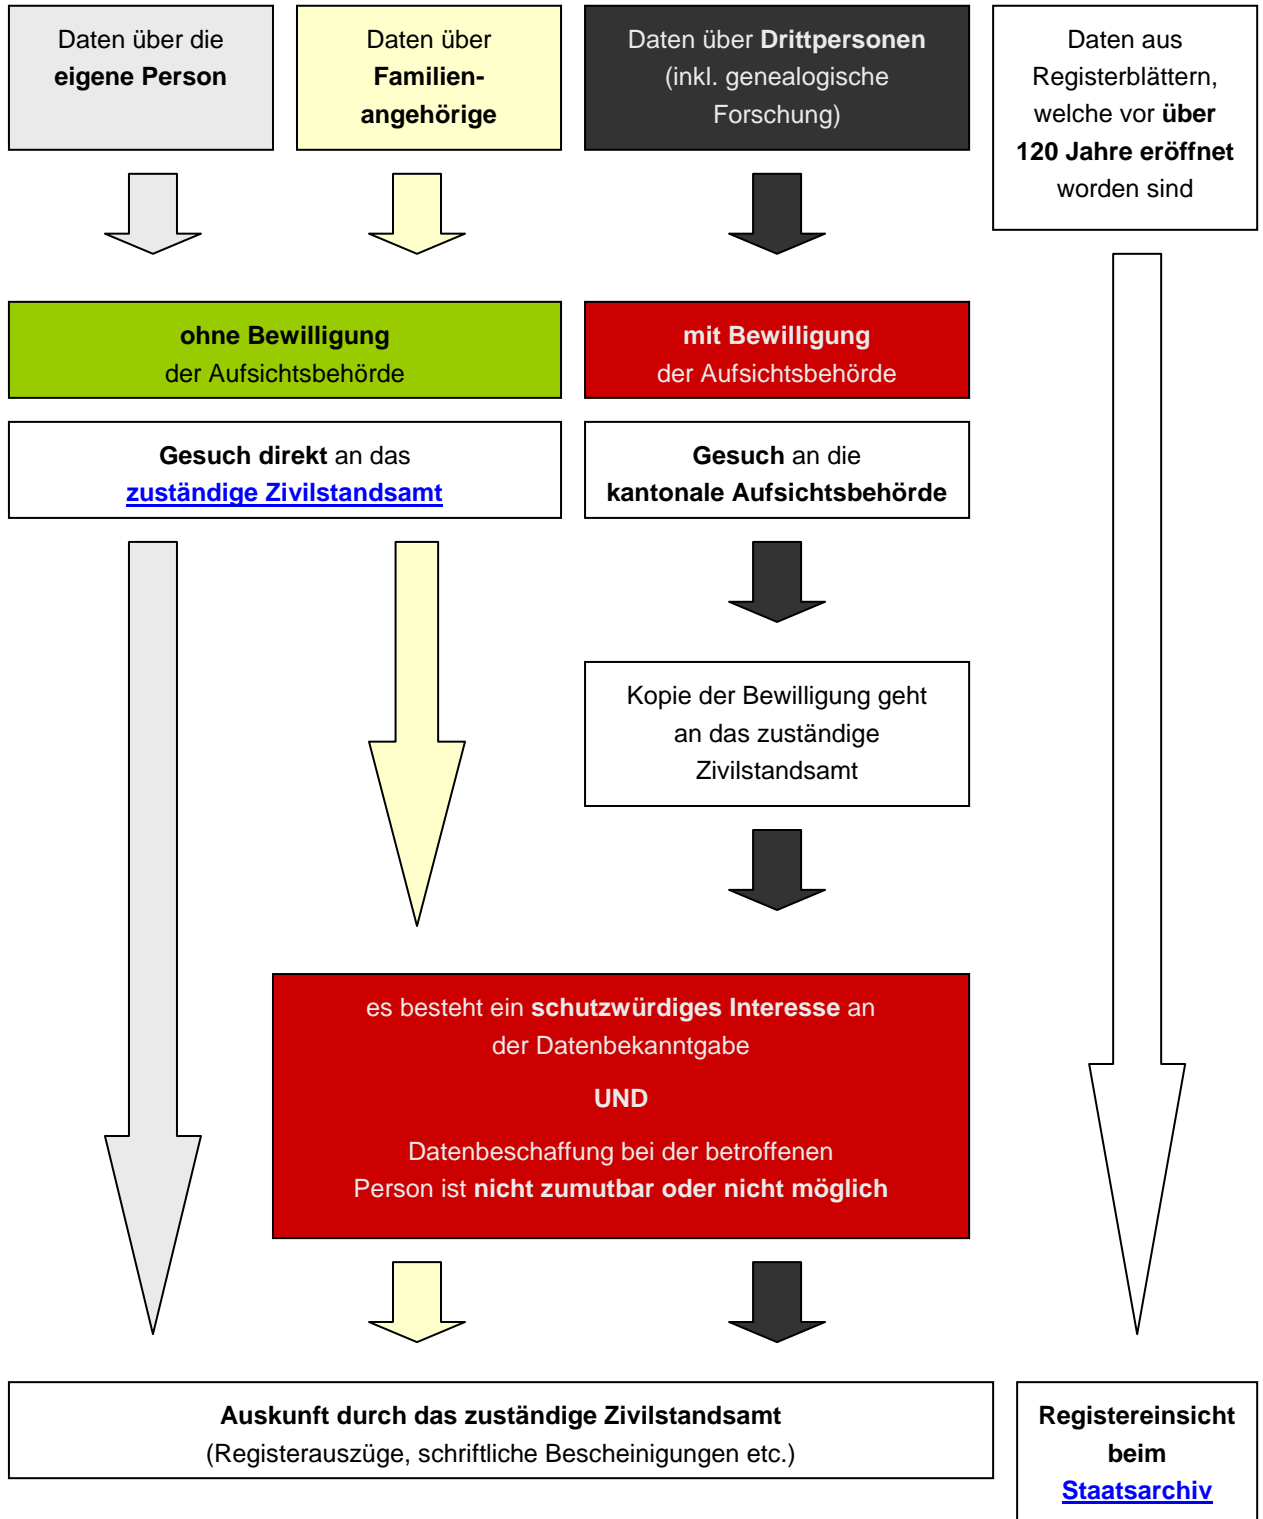 Daten über die
eigene Person
Daten über
Familien-
angehörige
Daten über Drittpersonen
(inkl. genealogische
Forschung)
Daten aus
Registerblättern,
welche vor über
120 Jahre eröffnet
worden sind
ohne Bewilligung
der Aufsichtsbehörde
mit Bewilligung
der Aufsichtsbehörde
Gesuch direkt an das
zuständige Zivilstandsamt
Gesuch an die
kantonale Aufsichtsbehörde
Kopie der Bewilligung geht
an das zuständige
Zivilstandsamt
es besteht ein schutzwürdiges Interesse an
der Datenbekanntgabe
UND
Datenbeschaffung bei der betroffenen
Person ist nicht zumutbar oder nicht möglich
Auskunft durch das zuständige Zivilstandsamt
(Registerauszüge, schriftliche Bescheinigungen etc.)
Registereinsicht
beim
Staatsarchiv